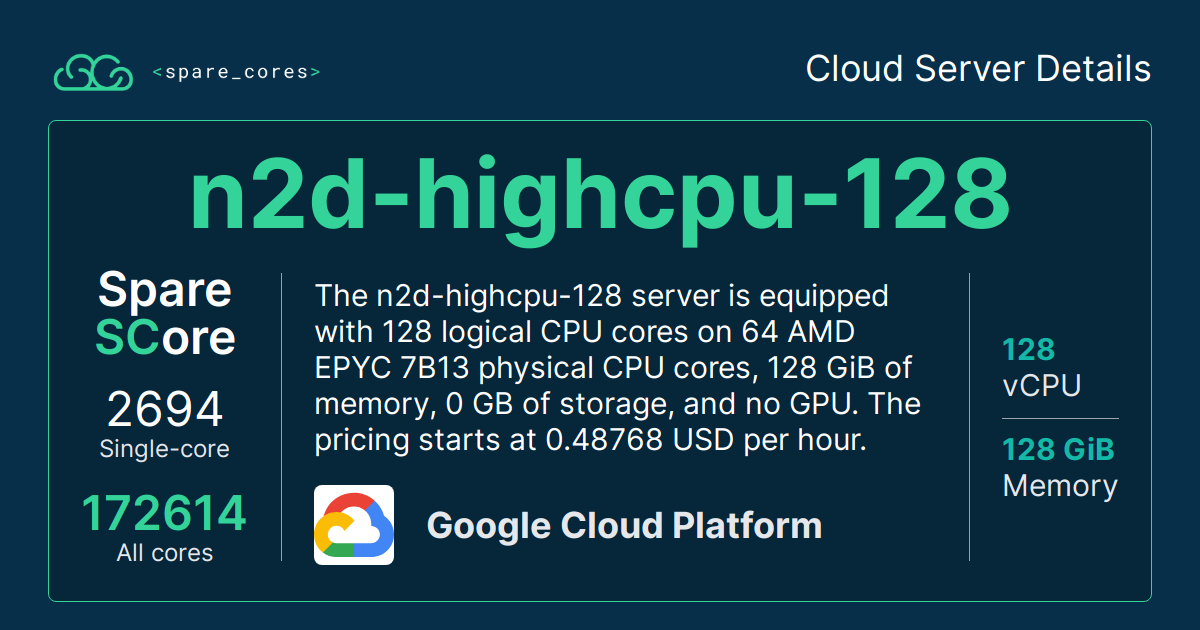 <spare_cores>
Cloud Server Details
n2d-highcpu-128
Spare
SCore
2694
Single-core
172614
All cores
The n2d-highcpu-128 server is equipped
with 128 logical CPU cores on 64 AMD
EPYC 7B13 physical CPU cores, 128 GiB of
memory, 0 GB of storage, and no GPU. The
pricing starts at 0.48768 USD per hour.
Google Cloud Platform
128
vCPU
128 GiB
Memory